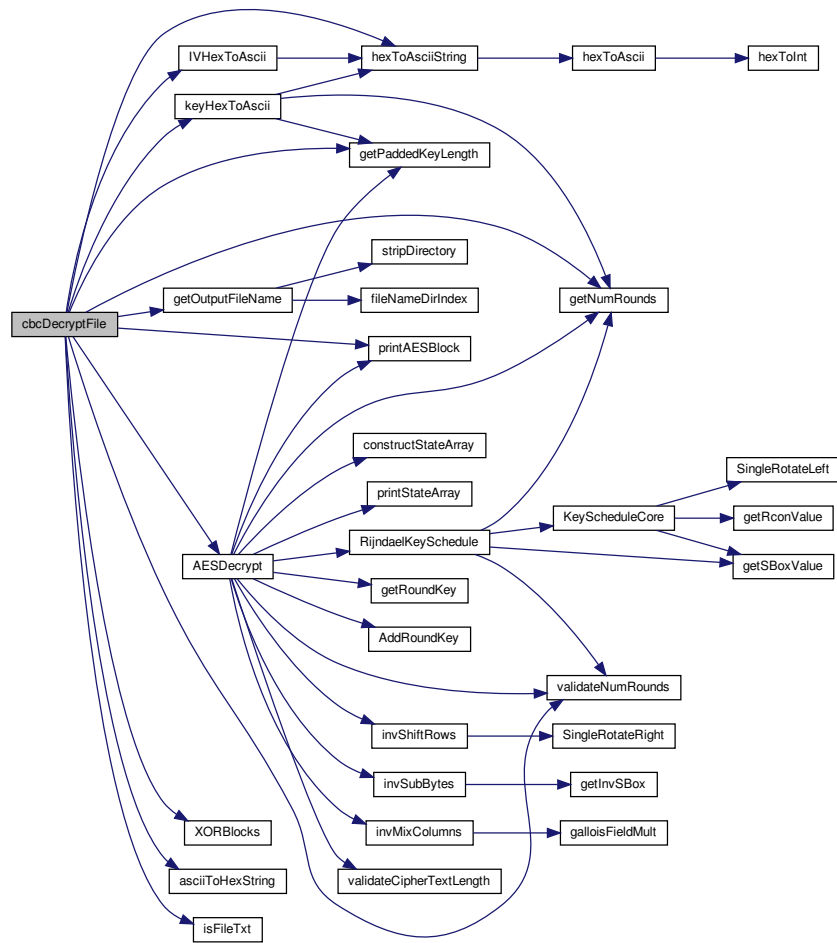 IVHexToAscii
hexToAsciiString
hexToAscii
hexToInt
keyHexToAscii
getPaddedKeyLength
stripDirectory
getOutputFileName
fileNameDirIndex
getNumRounds
cbcDecryptFile
printAESBlock
constructStateArray
SingleRotateLeft
printStateArray
KeyScheduleCore
getRconValue
RijndaelKeySchedule
AESDecrypt
getSBoxValue
getRoundKey
AddRoundKey
validateNumRounds
invShiftRows
SingleRotateRight
invSubBytes
getInvSBox
XORBlocks
invMixColumns
galloisFieldMult
asciiToHexString
validateCipherTextLength
isFileTxt